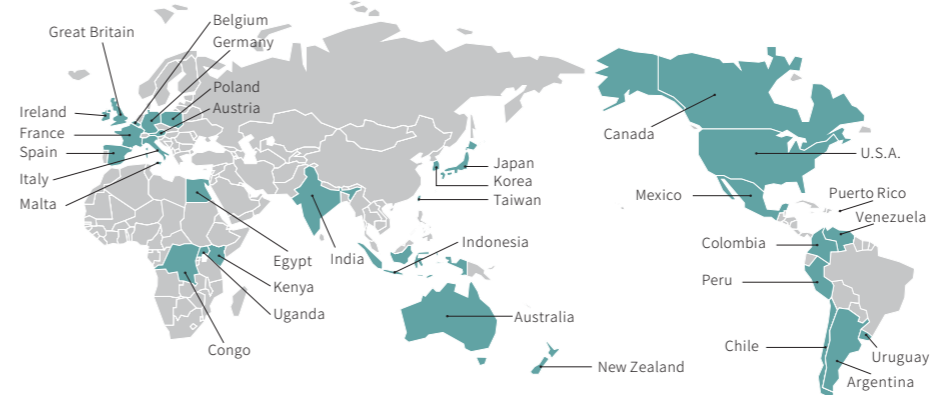 Belgium
Great Britain
Germany
Poland
Austria
Ireland
France
Spain
Italy
Malta
Japan
Korea
Taiwan
Indonesia
India
Egypt
Kenya
Uganda
Congo
Australia
New Zealand
Canada
U.S.A.
Mexico
Puerto Rico
Venezuela
Colombia
Peru
Chile
Uruguay
Argentina